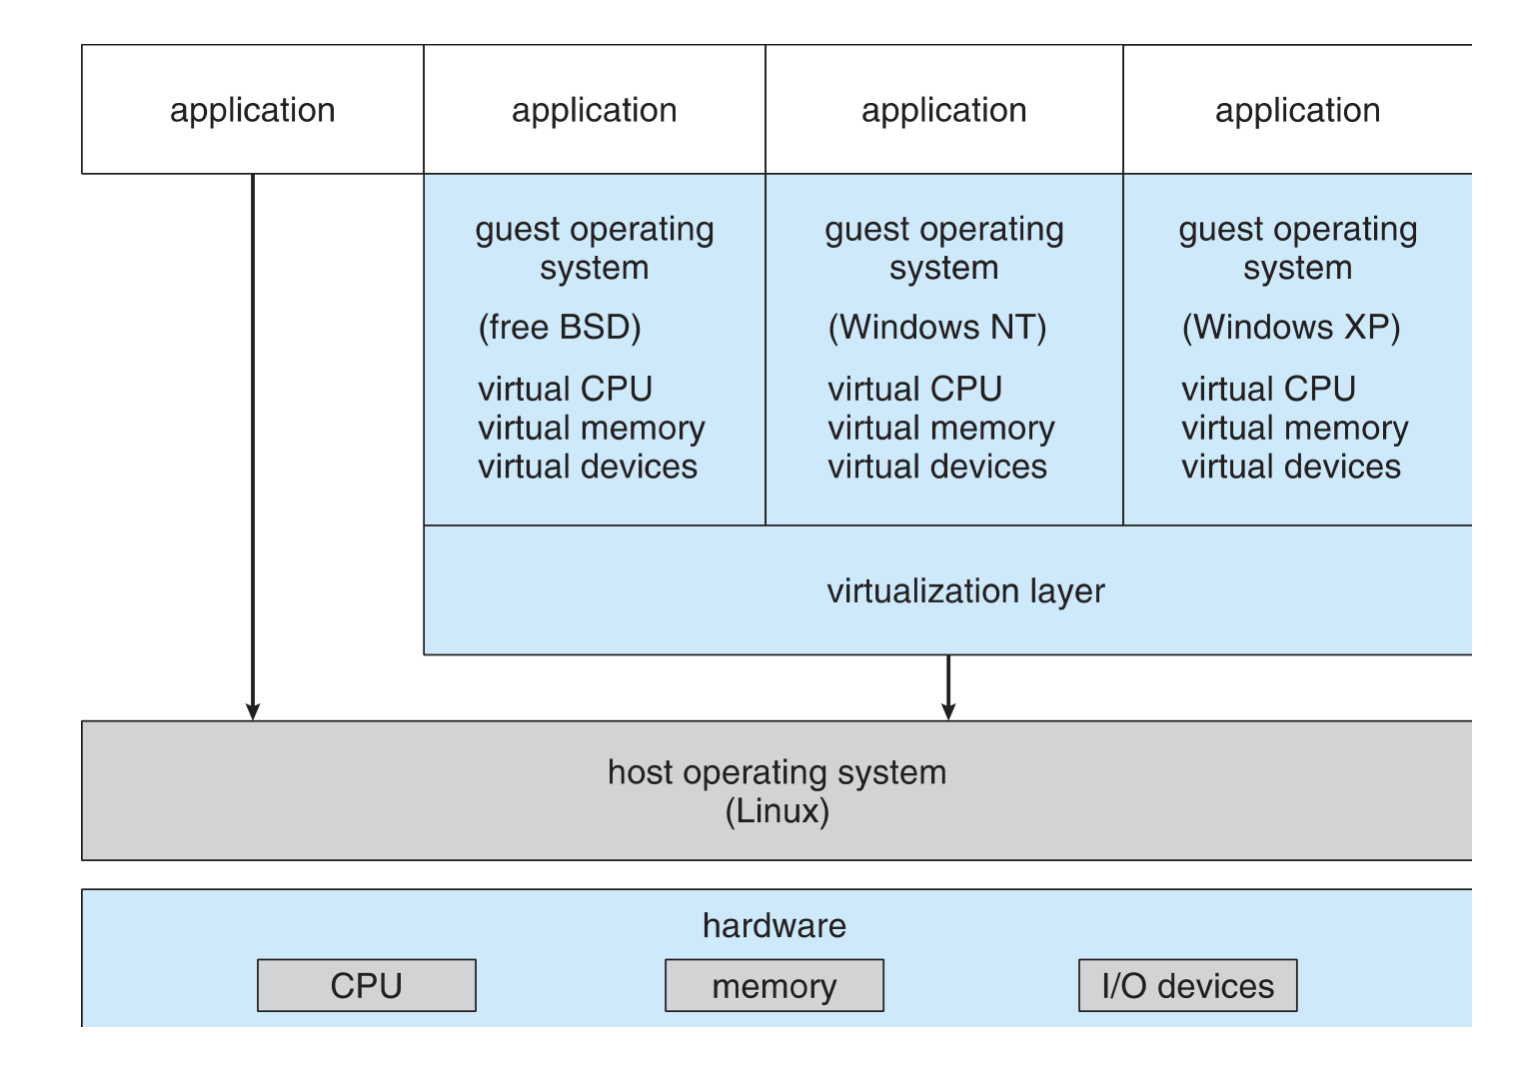 application
application
application
application
guest operating
system
(free BSD)
virtual CPU
virtual memory
virtual devices
guest operating
system
(Windows NT)
virtual CPU
virtual memory
virtual devices
guest operating
system
(Windows XP)
virtual CPU
virtual memory
virtual devices
virtualization layer
host operating system
(Linux)
hardware
CPU
memory
I/O devices